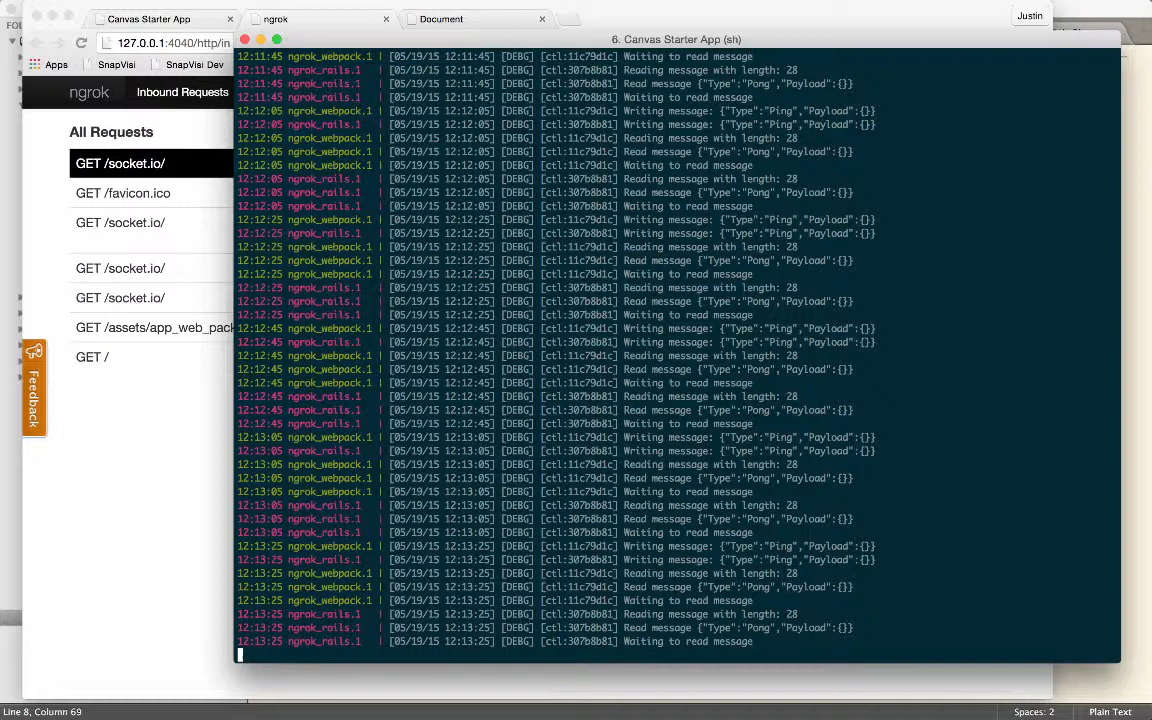 Canvas Starter App
ngrok
Document
Justin
FOL
127.0.0.1:4040/http/in
Apps
SnapVisi
SnapVisi Dev
ngrok
Inbound Requests
All Requests
GET /socket.io/
GET /favicon.ico
GET /socket.io/
GET /socket.io/
GET /socket.io/
GET /assets/app_web_pack
GET /
Feedback
6. Canvas Starter App (sh)
12:11:45 ngrok_webpack.1 | [05/19/15 12:11:45] [DEBG] [ctl:11c79d1c] Waiting to read message
12:11:45 ngrok_rails.1 | [05/19/15 12:11:45] [DEBG] [ctl:307b8b81] Reading message with length: 28
12:11:45 ngrok_rails.1 | [05/19/15 12:11:45] [DEBG] [ctl:307b8b81] Read message {"Type":"Pong","Payload":{}}
12:11:45 ngrok_rails.1 | [05/19/15 12:11:45] [DEBG] [ctl:307b8b81] Waiting to read message
12:12:05 ngrok_webpack.1 | [05/19/15 12:12:05] [DEBG] [ctl:11c79d1c] Writing message: {"Type":"Ping","Payload":{}}
12:12:05 ngrok_rails.1 | [05/19/15 12:12:05] [DEBG] [ctl:307b8b81] Writing message: {"Type":"Ping","Payload":{}}
12:12:05 ngrok_webpack.1 | [05/19/15 12:12:05] [DEBG] [ctl:11c79d1c] Reading message with length: 28
12:12:05 ngrok_webpack.1 | [05/19/15 12:12:05] [DEBG] [ctl:11c79d1c] Read message {"Type":"Pong","Payload":{}}
12:12:05 ngrok_webpack.1 | [05/19/15 12:12:05] [DEBG] [ctl:11c79d1c] Waiting to read message
12:12:05 ngrok_rails.1 | [05/19/15 12:12:05] [DEBG] [ctl:307b8b81] Reading message with length: 28
12:12:05 ngrok_rails.1 | [05/19/15 12:12:05] [DEBG] [ctl:307b8b81] Read message {"Type":"Pong","Payload":{}}
12:12:05 ngrok_rails.1 | [05/19/15 12:12:05] [DEBG] [ctl:307b8b81] Waiting to read message
12:12:25 ngrok_webpack.1 | [05/19/15 12:12:25] [DEBG] [ctl:11c79d1c] Writing message: {"Type":"Ping","Payload":{}}
12:12:25 ngrok_rails.1 | [05/19/15 12:12:25] [DEBG] [ctl:307b8b81] Writing message: {"Type":"Ping","Payload":{}}
12:12:25 ngrok_webpack.1 | [05/19/15 12:12:25] [DEBG] [ctl:11c79d1c] Reading message with length: 28
12:12:25 ngrok_webpack.1 | [05/19/15 12:12:25] [DEBG] [ctl:11c79d1c] Read message {"Type":"Pong","Payload":{}}
12:12:25 ngrok_webpack.1 | [05/19/15 12:12:25] [DEBG] [ctl:11c79d1c] Waiting to read message
12:12:25 ngrok_rails.1 | [05/19/15 12:12:25] [DEBG] [ctl:307b8b81] Reading message with length: 28
12:12:25 ngrok_rails.1 | [05/19/15 12:12:25] [DEBG] [ctl:307b8b81] Read message {"Type":"Pong","Payload":{}}
12:12:25 ngrok_rails.1 | [05/19/15 12:12:25] [DEBG] [ctl:307b8b81] Waiting to read message
12:12:45 ngrok_webpack.1 | [05/19/15 12:12:45] [DEBG] [ctl:11c79d1c] Writing message: {"Type":"Ping","Payload":{}}
12:12:45 ngrok_rails.1 | [05/19/15 12:12:45] [DEBG] [ctl:307b8b81] Writing message: {"Type":"Ping","Payload":{}}
12:12:45 ngrok_webpack.1 | [05/19/15 12:12:45] [DEBG] [ctl:11c79d1c] Reading message with length: 28
12:12:45 ngrok_webpack.1 | [05/19/15 12:12:45] [DEBG] [ctl:11c79d1c] Read message {"Type":"Pong","Payload":{}}
12:12:45 ngrok_webpack.1 | [05/19/15 12:12:45] [DEBG] [ctl:11c79d1c] Waiting to read message
12:12:45 ngrok_rails.1 | [05/19/15 12:12:45] [DEBG] [ctl:307b8b81] Reading message with length: 28
12:12:45 ngrok_rails.1 | [05/19/15 12:12:45] [DEBG] [ctl:307b8b81] Read message {"Type":"Pong","Payload":{}}
12:12:45 ngrok_rails.1 | [05/19/15 12:12:45] [DEBG] [ctl:307b8b81] Waiting to read message
12:13:05 ngrok_webpack.1 | [05/19/15 12:13:05] [DEBG] [ctl:11c79d1c] Writing message: {"Type":"Ping","Payload":{}}
12:13:05 ngrok_rails.1 | [05/19/15 12:13:05] [DEBG] [ctl:307b8b81] Writing message: {"Type":"Ping","Payload":{}}
12:13:05 ngrok_webpack.1 | [05/19/15 12:13:05] [DEBG] [ctl:11c79d1c] Reading message with length: 28
12:13:05 ngrok_webpack.1 | [05/19/15 12:13:05] [DEBG] [ctl:11c79d1c] Read message {"Type":"Pong","Payload":{}}
12:13:05 ngrok_webpack.1 | [05/19/15 12:13:05] [DEBG] [ctl:11c79d1c] Waiting to read message
12:13:05 ngrok_rails.1 | [05/19/15 12:13:05] [DEBG] [ctl:307b8b81] Reading message with length: 28
12:13:05 ngrok_rails.1 | [05/19/15 12:13:05] [DEBG] [ctl:307b8b81] Read message {"Type":"Pong","Payload":{}}
12:13:05 ngrok_rails.1 | [05/19/15 12:13:05] [DEBG] [ctl:307b8b81] Waiting to read message
12:13:25 ngrok_webpack.1 | [05/19/15 12:13:25] [DEBG] [ctl:11c79d1c] Writing message: {"Type":"Ping","Payload":{}}
12:13:25 ngrok_rails.1 | [05/19/15 12:13:25] [DEBG] [ctl:307b8b81] Writing message: {"Type":"Ping","Payload":{}}
12:13:25 ngrok_webpack.1 | [05/19/15 12:13:25] [DEBG] [ctl:11c79d1c] Reading message with length: 28
12:13:25 ngrok_webpack.1 | [05/19/15 12:13:25] [DEBG] [ctl:11c79d1c] Read message {"Type":"Pong","Payload":{}}
12:13:25 ngrok_webpack.1 | [05/19/15 12:13:25] [DEBG] [ctl:11c79d1c] Waiting to read message
12:13:25 ngrok_rails.1 | [05/19/15 12:13:25] [DEBG] [ctl:307b8b81] Reading message with length: 28
12:13:25 ngrok_rails.1 | [05/19/15 12:13:25] [DEBG] [ctl:307b8b81] Read message {"Type":"Pong","Payload":{}}
12:13:25 ngrok_rails.1 | [05/19/15 12:13:25] [DEBG] [ctl:307b8b81] Waiting to read message
Line 8, Column 69
Spaces: 2
Plain Text